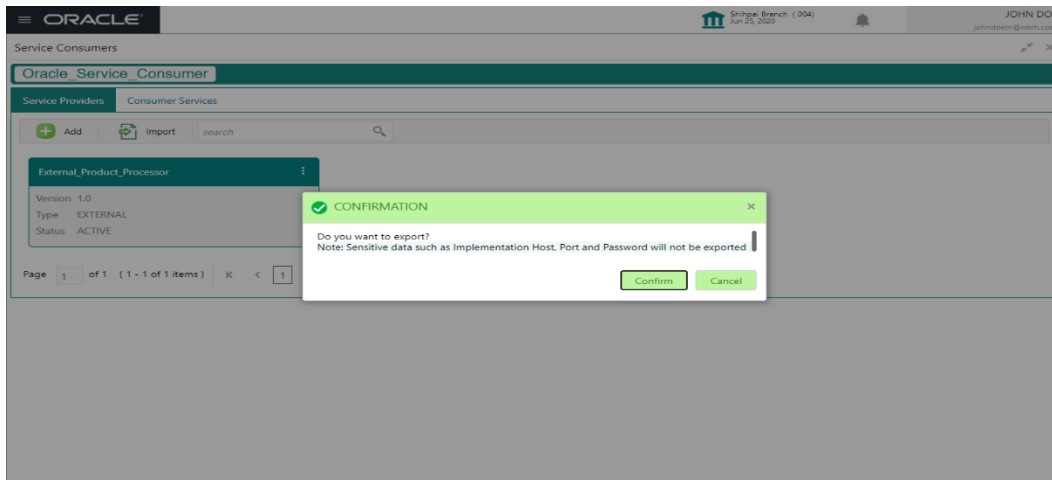 ORACLE
Shihpai Branch ( 004)
Jun 25, 2020
JOHN DO
johndoem@obrh.co
Service Consumers
Oracle_Service_Consumer
Service Providers Consumer Services
Add Import search
External_Product_Processor
Version 1.0
Type EXTERNAL
Status ACTIVE
Page 1 of 1 ( 1 - 1 of 1 items ) K < 1
CONFIRMATION
Do you want to export?
Note: Sensitive data such as Implementation Host, Port and Password will not be exported
Confirm Cancel